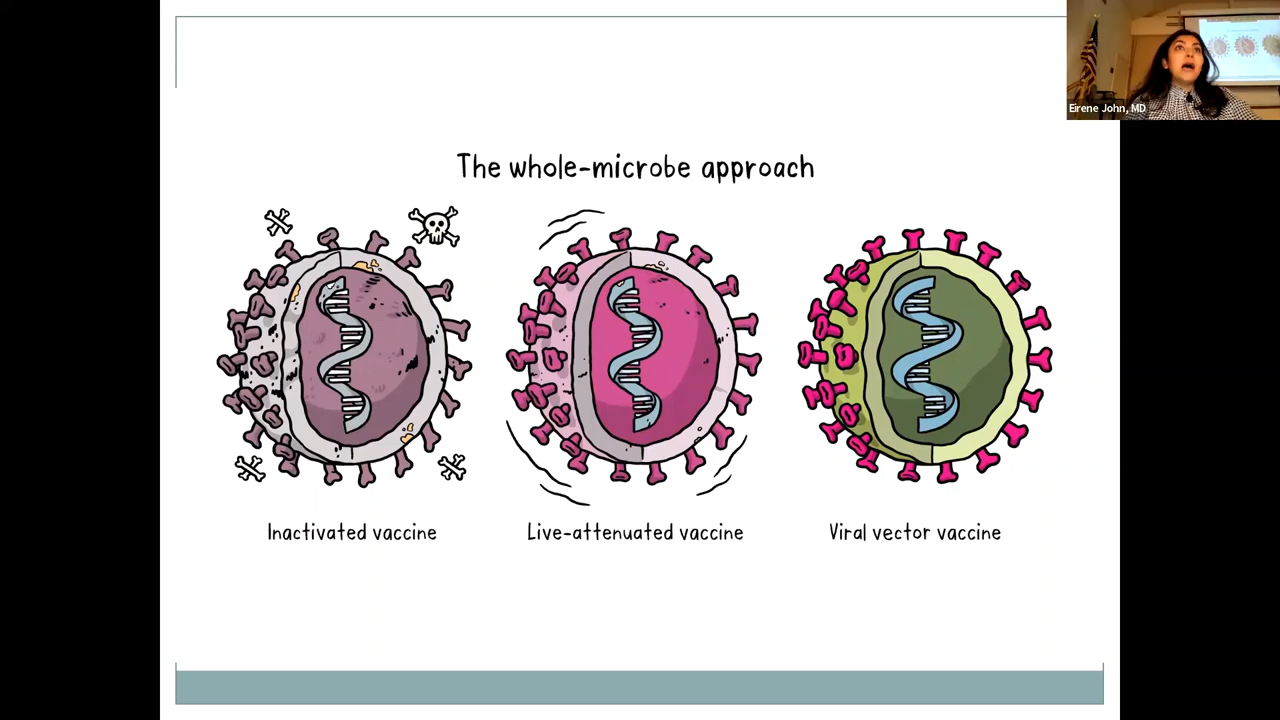 Eirene John, MD
The whole-microbe approach
Inactivated vaccine
Live-attenuated vaccine
Viral vector vaccine